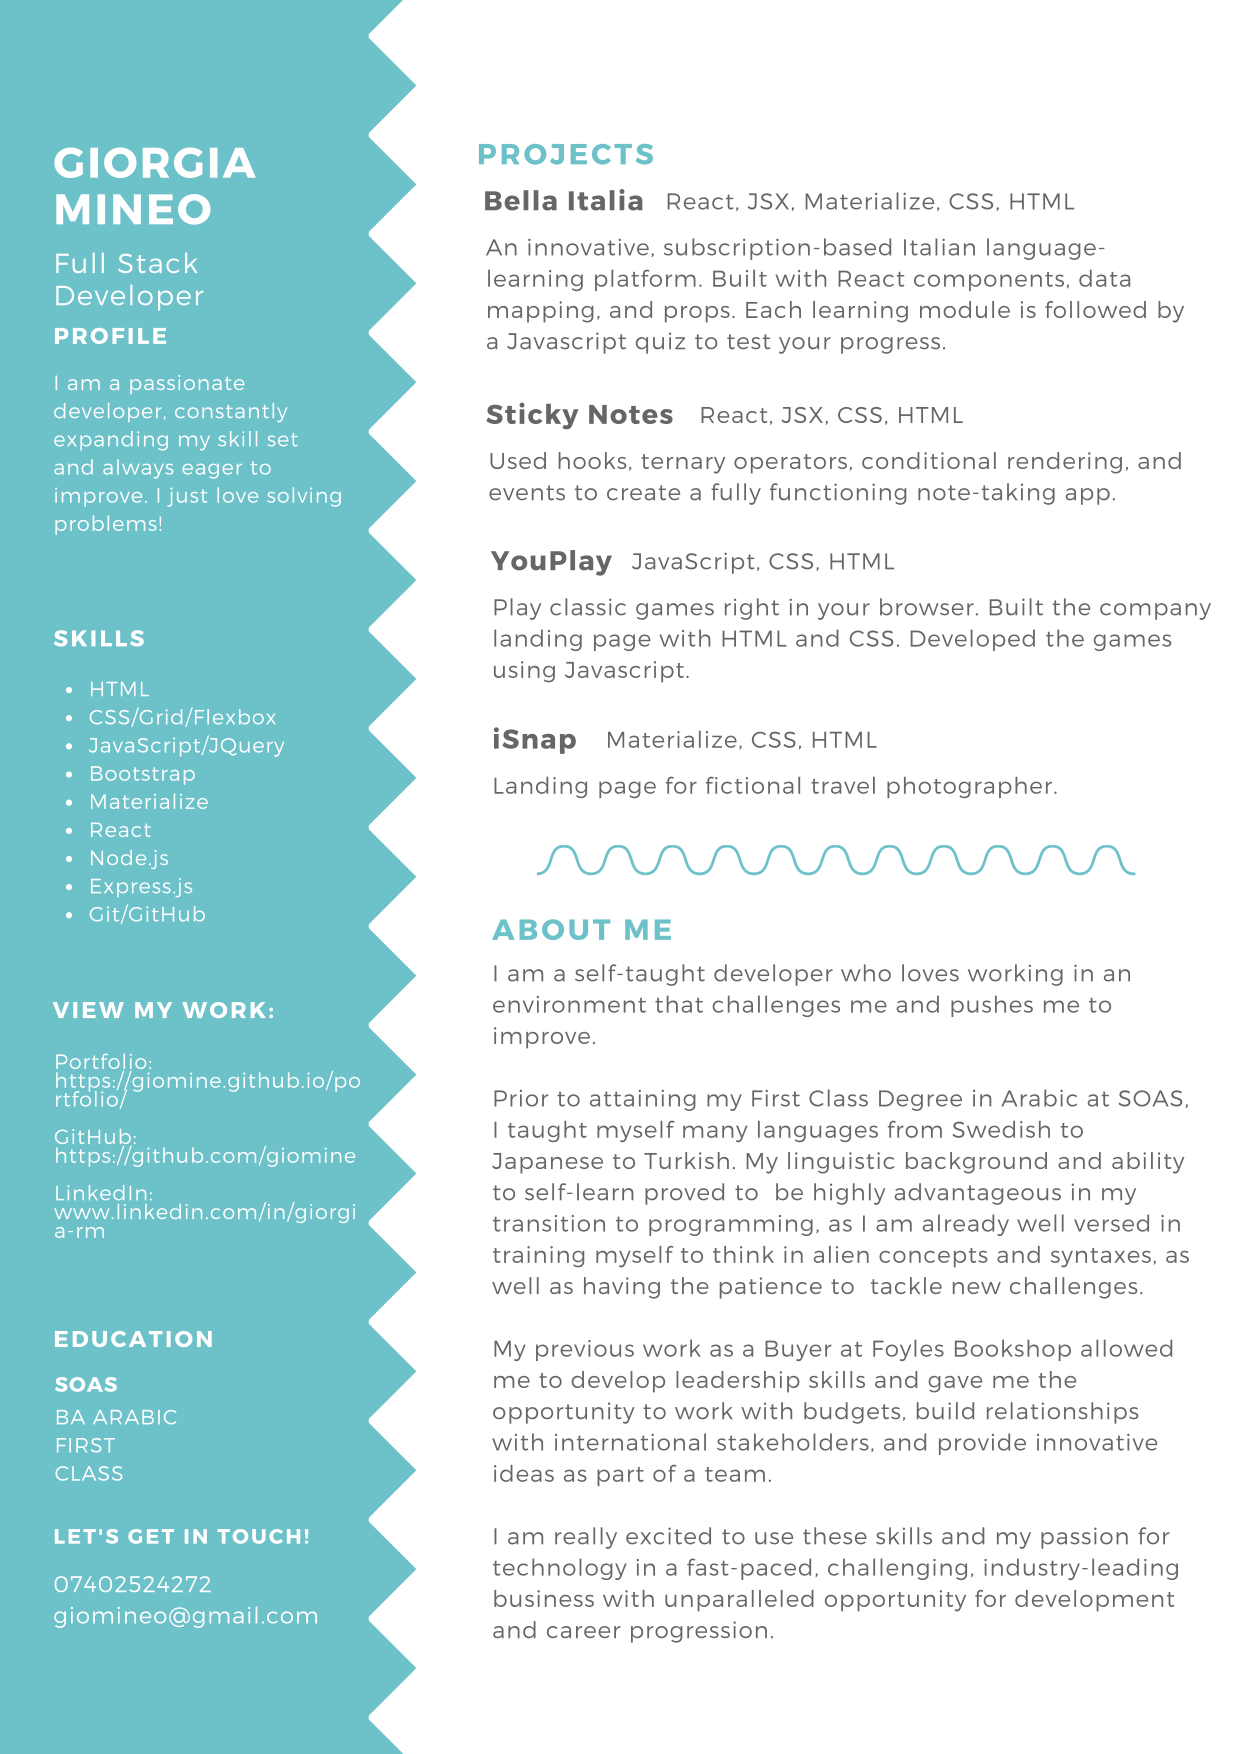 GIORGIA
MINEO
Full Stack
Developer
PROFILE
I am a passionate
developer, constantly
expanding my skill set
and always eager to
improve. I just love solving
problems!
SKILLS
• HTML
• CSS/Grid/Flexbox
• JavaScript/JQuery
• Bootstrap
• Materialize
• React
• Node.js
• Express.js
• Git/GitHub
VIEW MY WORK:
Portfolio:
https://giomine.github.io/po
rtfolio/
GitHub:
https://github.com/giomine
LinkedIn:
www.linkedin.com/in/giorgi
a-rm
EDUCATION
SOAS
BA ARABIC
FIRST
CLASS
LET'S GET IN TOUCH!
07402524272
giomineo@gmail.com
PROJECTS
Bella Italia React, JSX, Materialize, CSS, HTML
An innovative, subscription-based Italian language-
learning platform. Built with React components, data
mapping, and props. Each learning module is followed by
a Javascript quiz to test your progress.
Sticky Notes React, JSX, CSS, HTML
Used hooks, ternary operators, conditional rendering, and
events to create a fully functioning note-taking app.
YouPlay JavaScript, CSS, HTML
Play classic games right in your browser. Built the company
landing page with HTML and CSS. Developed the games
using Javascript.
iSnap Materialize, CSS, HTML
Landing page for fictional travel photographer.
ABOUT ME
I am a self-taught developer who loves working in an
environment that challenges me and pushes me to
improve.
Prior to attaining my First Class Degree in Arabic at SOAS,
I taught myself many languages from Swedish to
Japanese to Turkish. My linguistic background and ability
to self-learn proved to  be highly advantageous in my
transition to programming, as I am already well versed in
training myself to think in alien concepts and syntaxes, as
well as having the patience to  tackle new challenges.
My previous work as a Buyer at Foyles Bookshop allowed
me to develop leadership skills and gave me the
opportunity to work with budgets, build relationships
with international stakeholders, and provide innovative
ideas as part of a team.
I am really excited to use these skills and my passion for
technology in a fast-paced, challenging, industry-leading
business with unparalleled opportunity for development
and career progression.